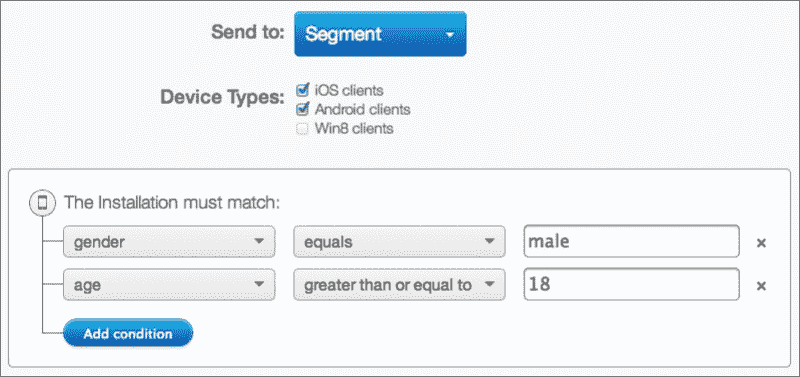 Send to: Segment
Device Types: iOS clients
Android clients
Win8 clients
The Installation must match:
gender equals male ×
age greater than or equal to 18 ×
Add condition